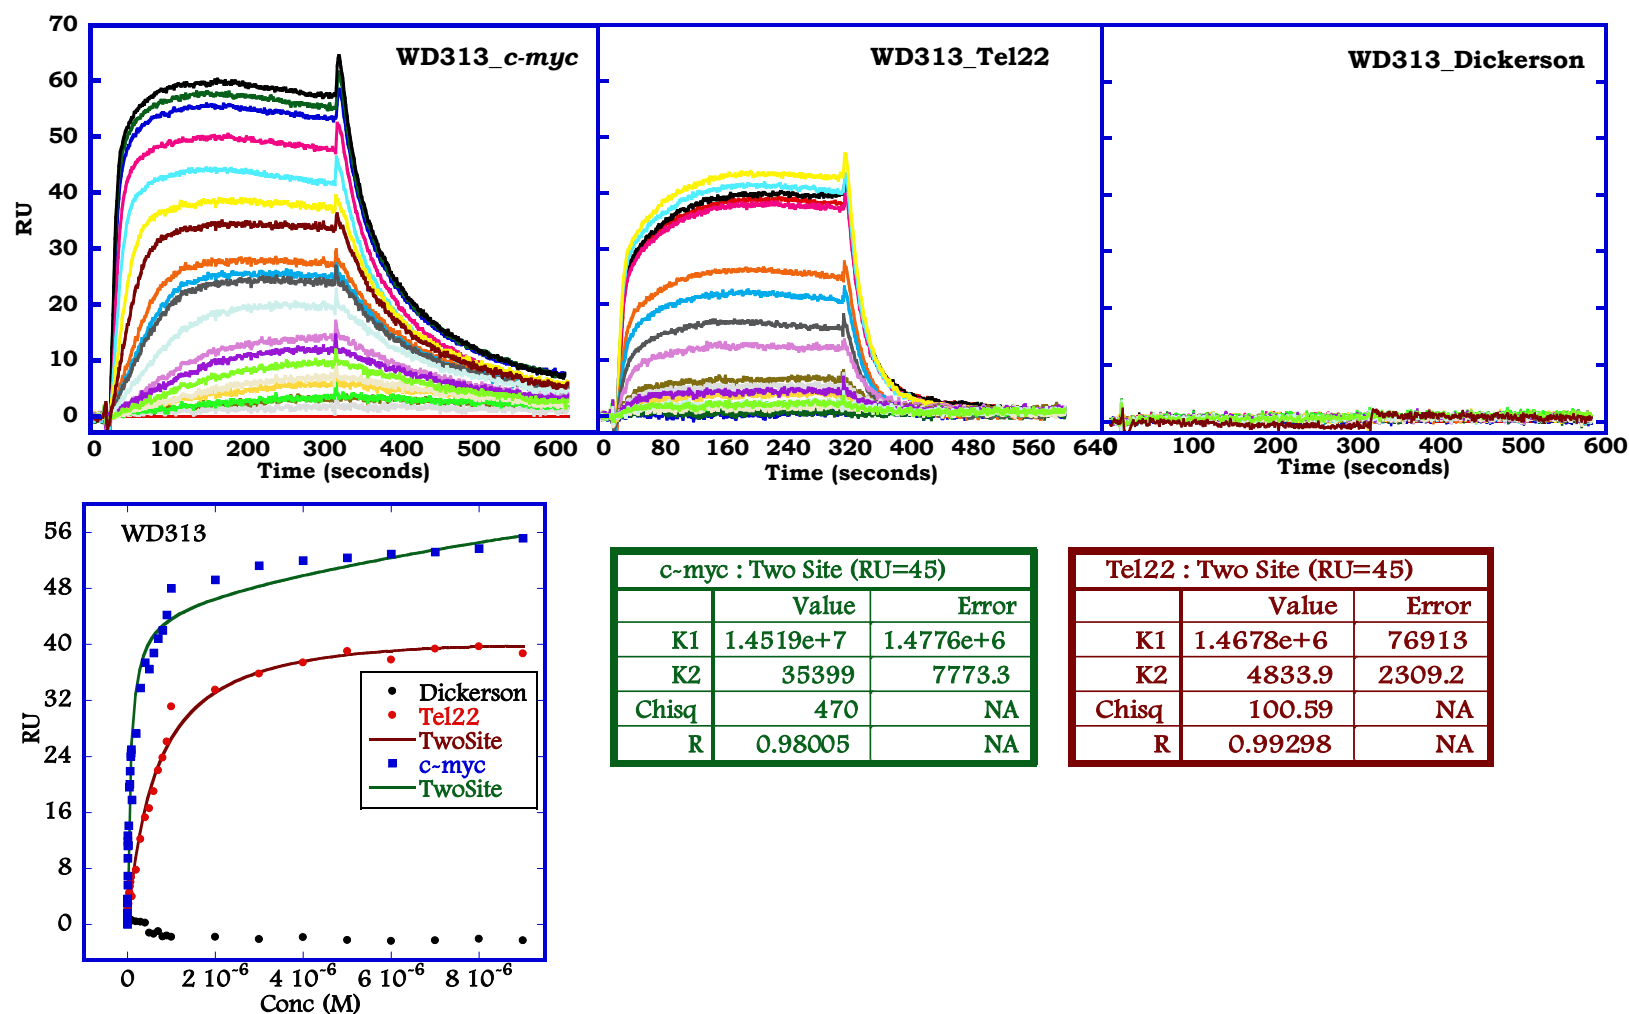 70
60
50
40
30
20
10
0
RU
WD313_c-myc
WD313_Tel22
WD313_Dickerson
0 100 200 300 400 500 600
Time (seconds)
0 80 160 240 320 400 480 560 640
Time (seconds)
0 100 200 300 400 500 600
Time (seconds)
WD313
56
48
40
32
24
16
8
0
RU
Dickerson
Tel22
TwoSite
c-myc
TwoSite
0 2 10-6 4 10-6 6 10-6 8 10-6
Conc (M)
c-myc : Two Site (RU=45)
Value Error
K1 1.4519e+7 1.4776e+6
K2 35399 7773.3
Chisq 470 NA
R 0.98005 NA
Tel22 : Two Site (RU=45)
Value Error
K1 1.4678e+6 76913
K2 4833.9 2309.2
Chisq 100.59 NA
R 0.99298 NA